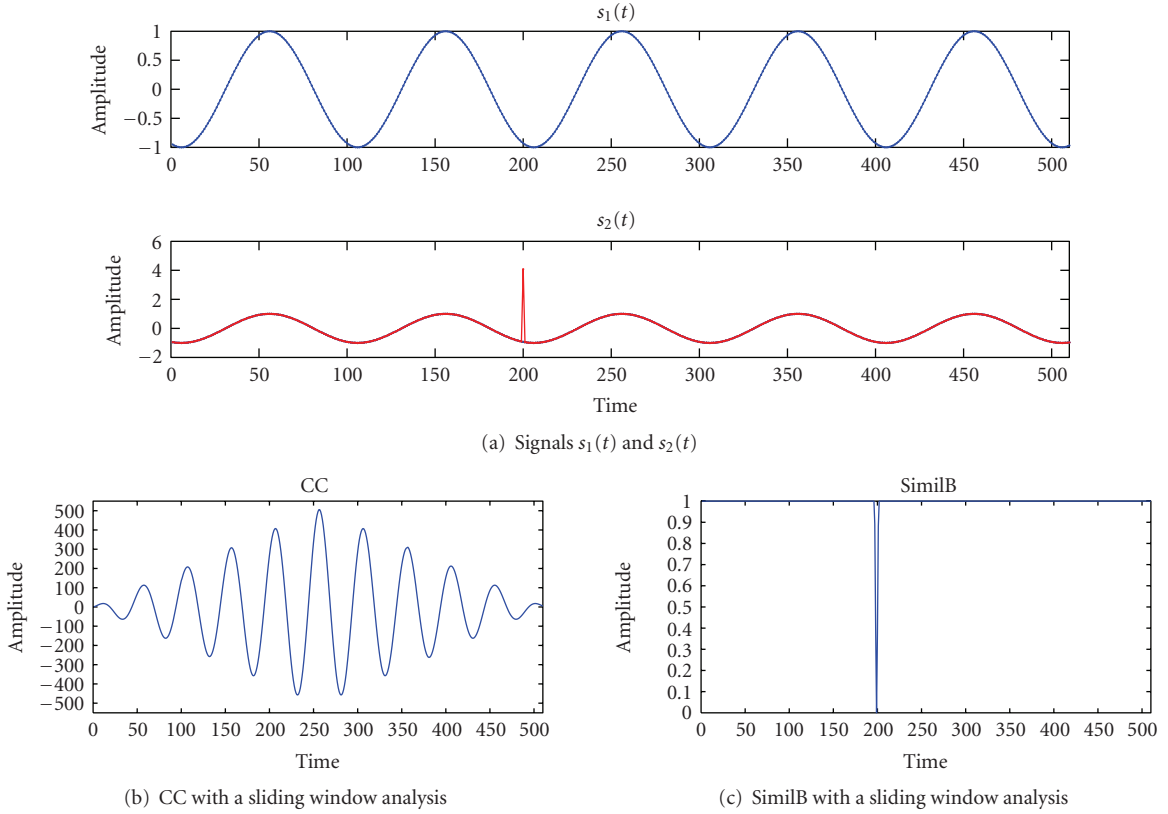 s₁(t)
Amplitude
1
0.5
0
−0.5
−1
0 50 100 150 200 250 300 350 400 450 500
s₂(t)
Amplitude
6
4
2
0
−2
0 50 100 150 200 250 300 350 400 450 500
Time
(a) Signals s₁(t) and s₂(t)
CC
Amplitude
500
400
300
200
100
0
−100
−200
−300
−400
−500
0 50 100 150 200 250 300 350 400 450 500
Time
(b) CC with a sliding window analysis
SimilB
Amplitude
1
0.9
0.8
0.7
0.6
0.5
0.4
0.3
0.2
0.1
0
0 50 100 150 200 250 300 350 400 450 500
Time
(c) SimilB with a sliding window analysis